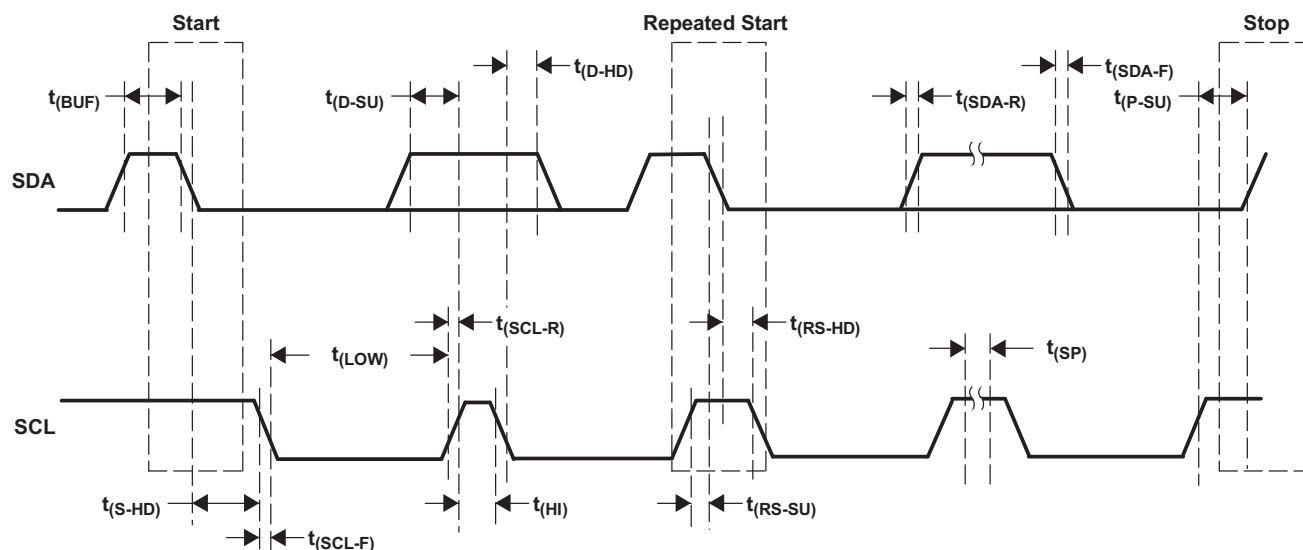 Start
Repeated Start
Stop
t(BUF)
t(D-SU)
t(D-HD)
t(SDA-R)
t(SDA-F)
t(P-SU)
SDA
t(LOW)
t(SCL-R)
t(RS-HD)
t(SP)
SCL
t(S-HD)
t(SCL-F)
t(HI)
t(RS-SU)